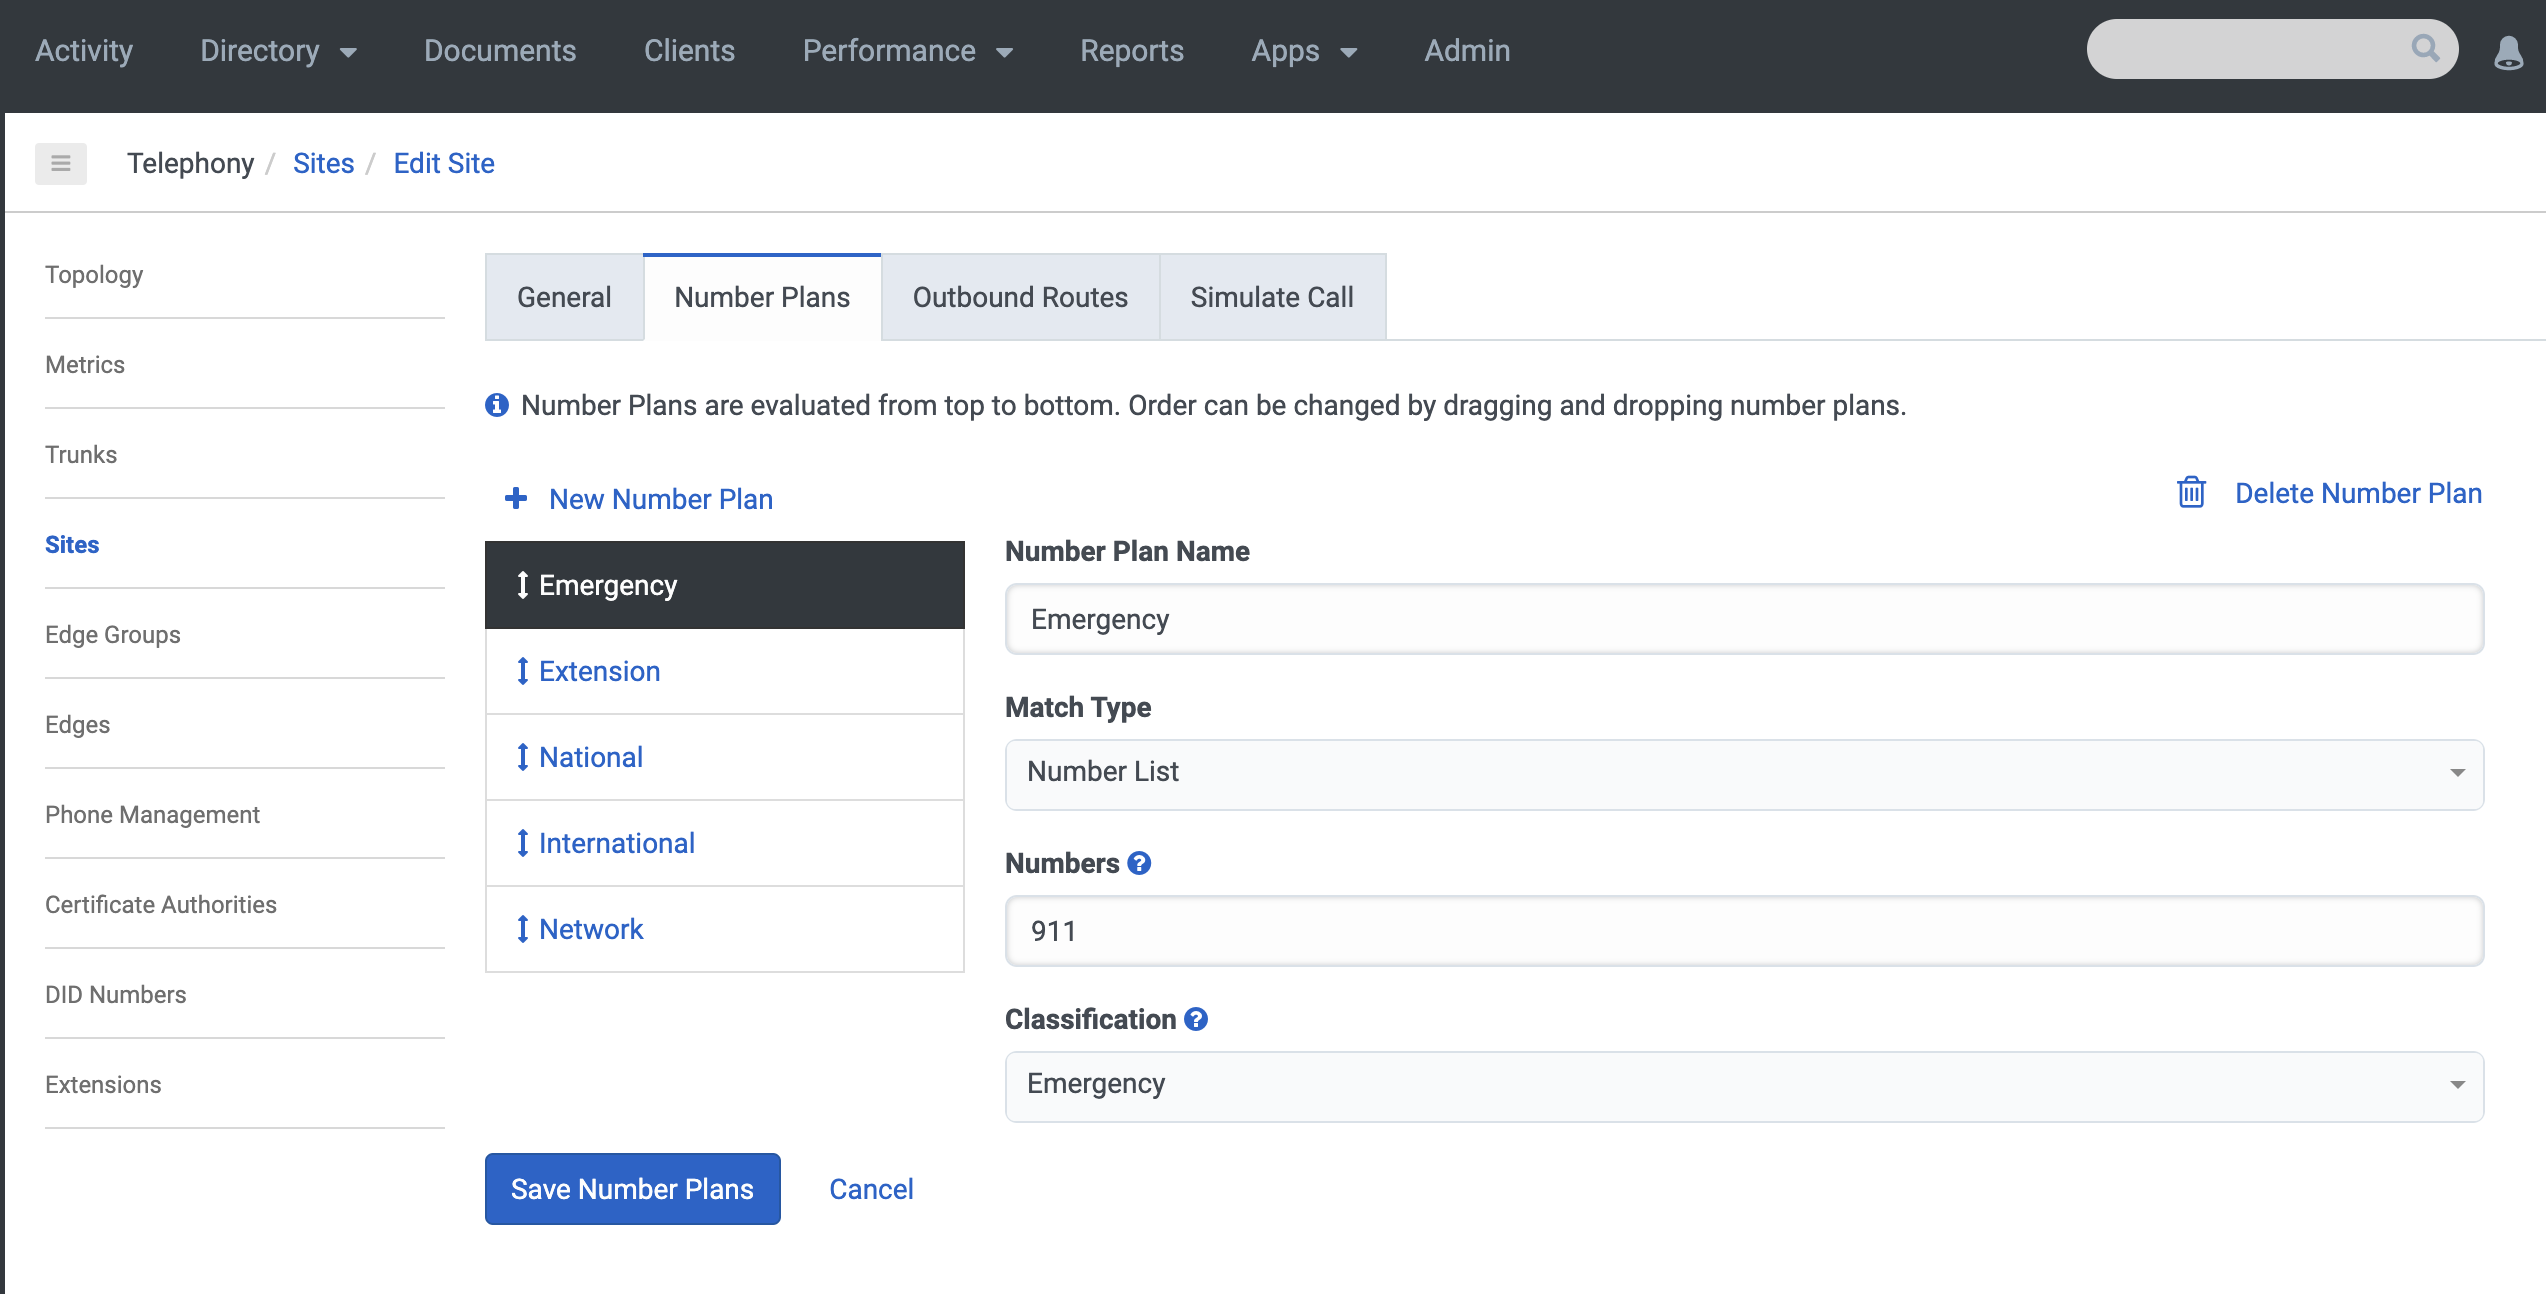 Activity Directory Documents Clients Performance Reports Apps Admin
Telephony / Sites / Edit Site
Topology
Metrics
Trunks
Sites
Edge Groups
Edges
Phone Management
Certificate Authorities
DID Numbers
Extensions
General Number Plans Outbound Routes Simulate Call
Number Plans are evaluated from top to bottom. Order can be changed by dragging and dropping number plans.
New Number Plan
Delete Number Plan
Emergency
Extension
National
International
Network
Number Plan Name
Emergency
Match Type
Number List
Numbers
911
Classification
Emergency
Save Number Plans Cancel